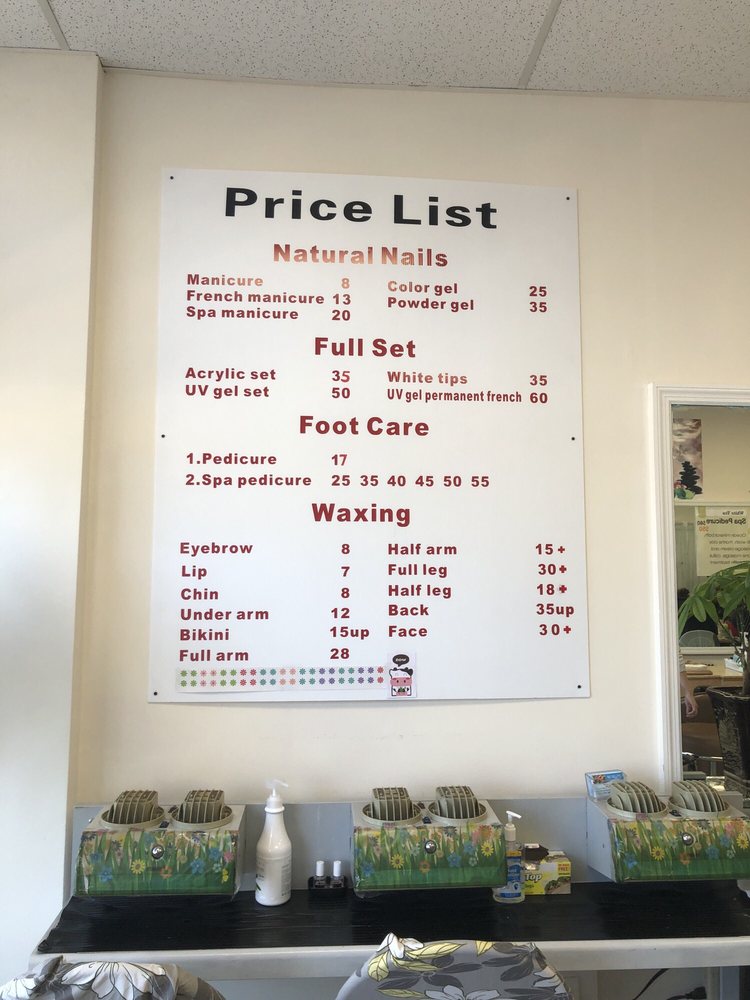 Price List
Natural Nails
Manicure 8 Color gel 25
French manicure 13 Powder gel 35
Spa manicure 20
Full Set
Acrylic set 35 White tips 35
UV gel set 50 UV gel permanent french 60
Foot Care
1.Pedicure 17
2.Spa pedicure 25 35 40 45 50 55
Waxing
Eyebrow 8 Half arm 15+
Lip 7 Full leg 30+
Chin 8 Half leg 18+
Under arm 12 Back 35up
Bikini 15up Face 30+
Full arm 28
Spa Pedicure
Top